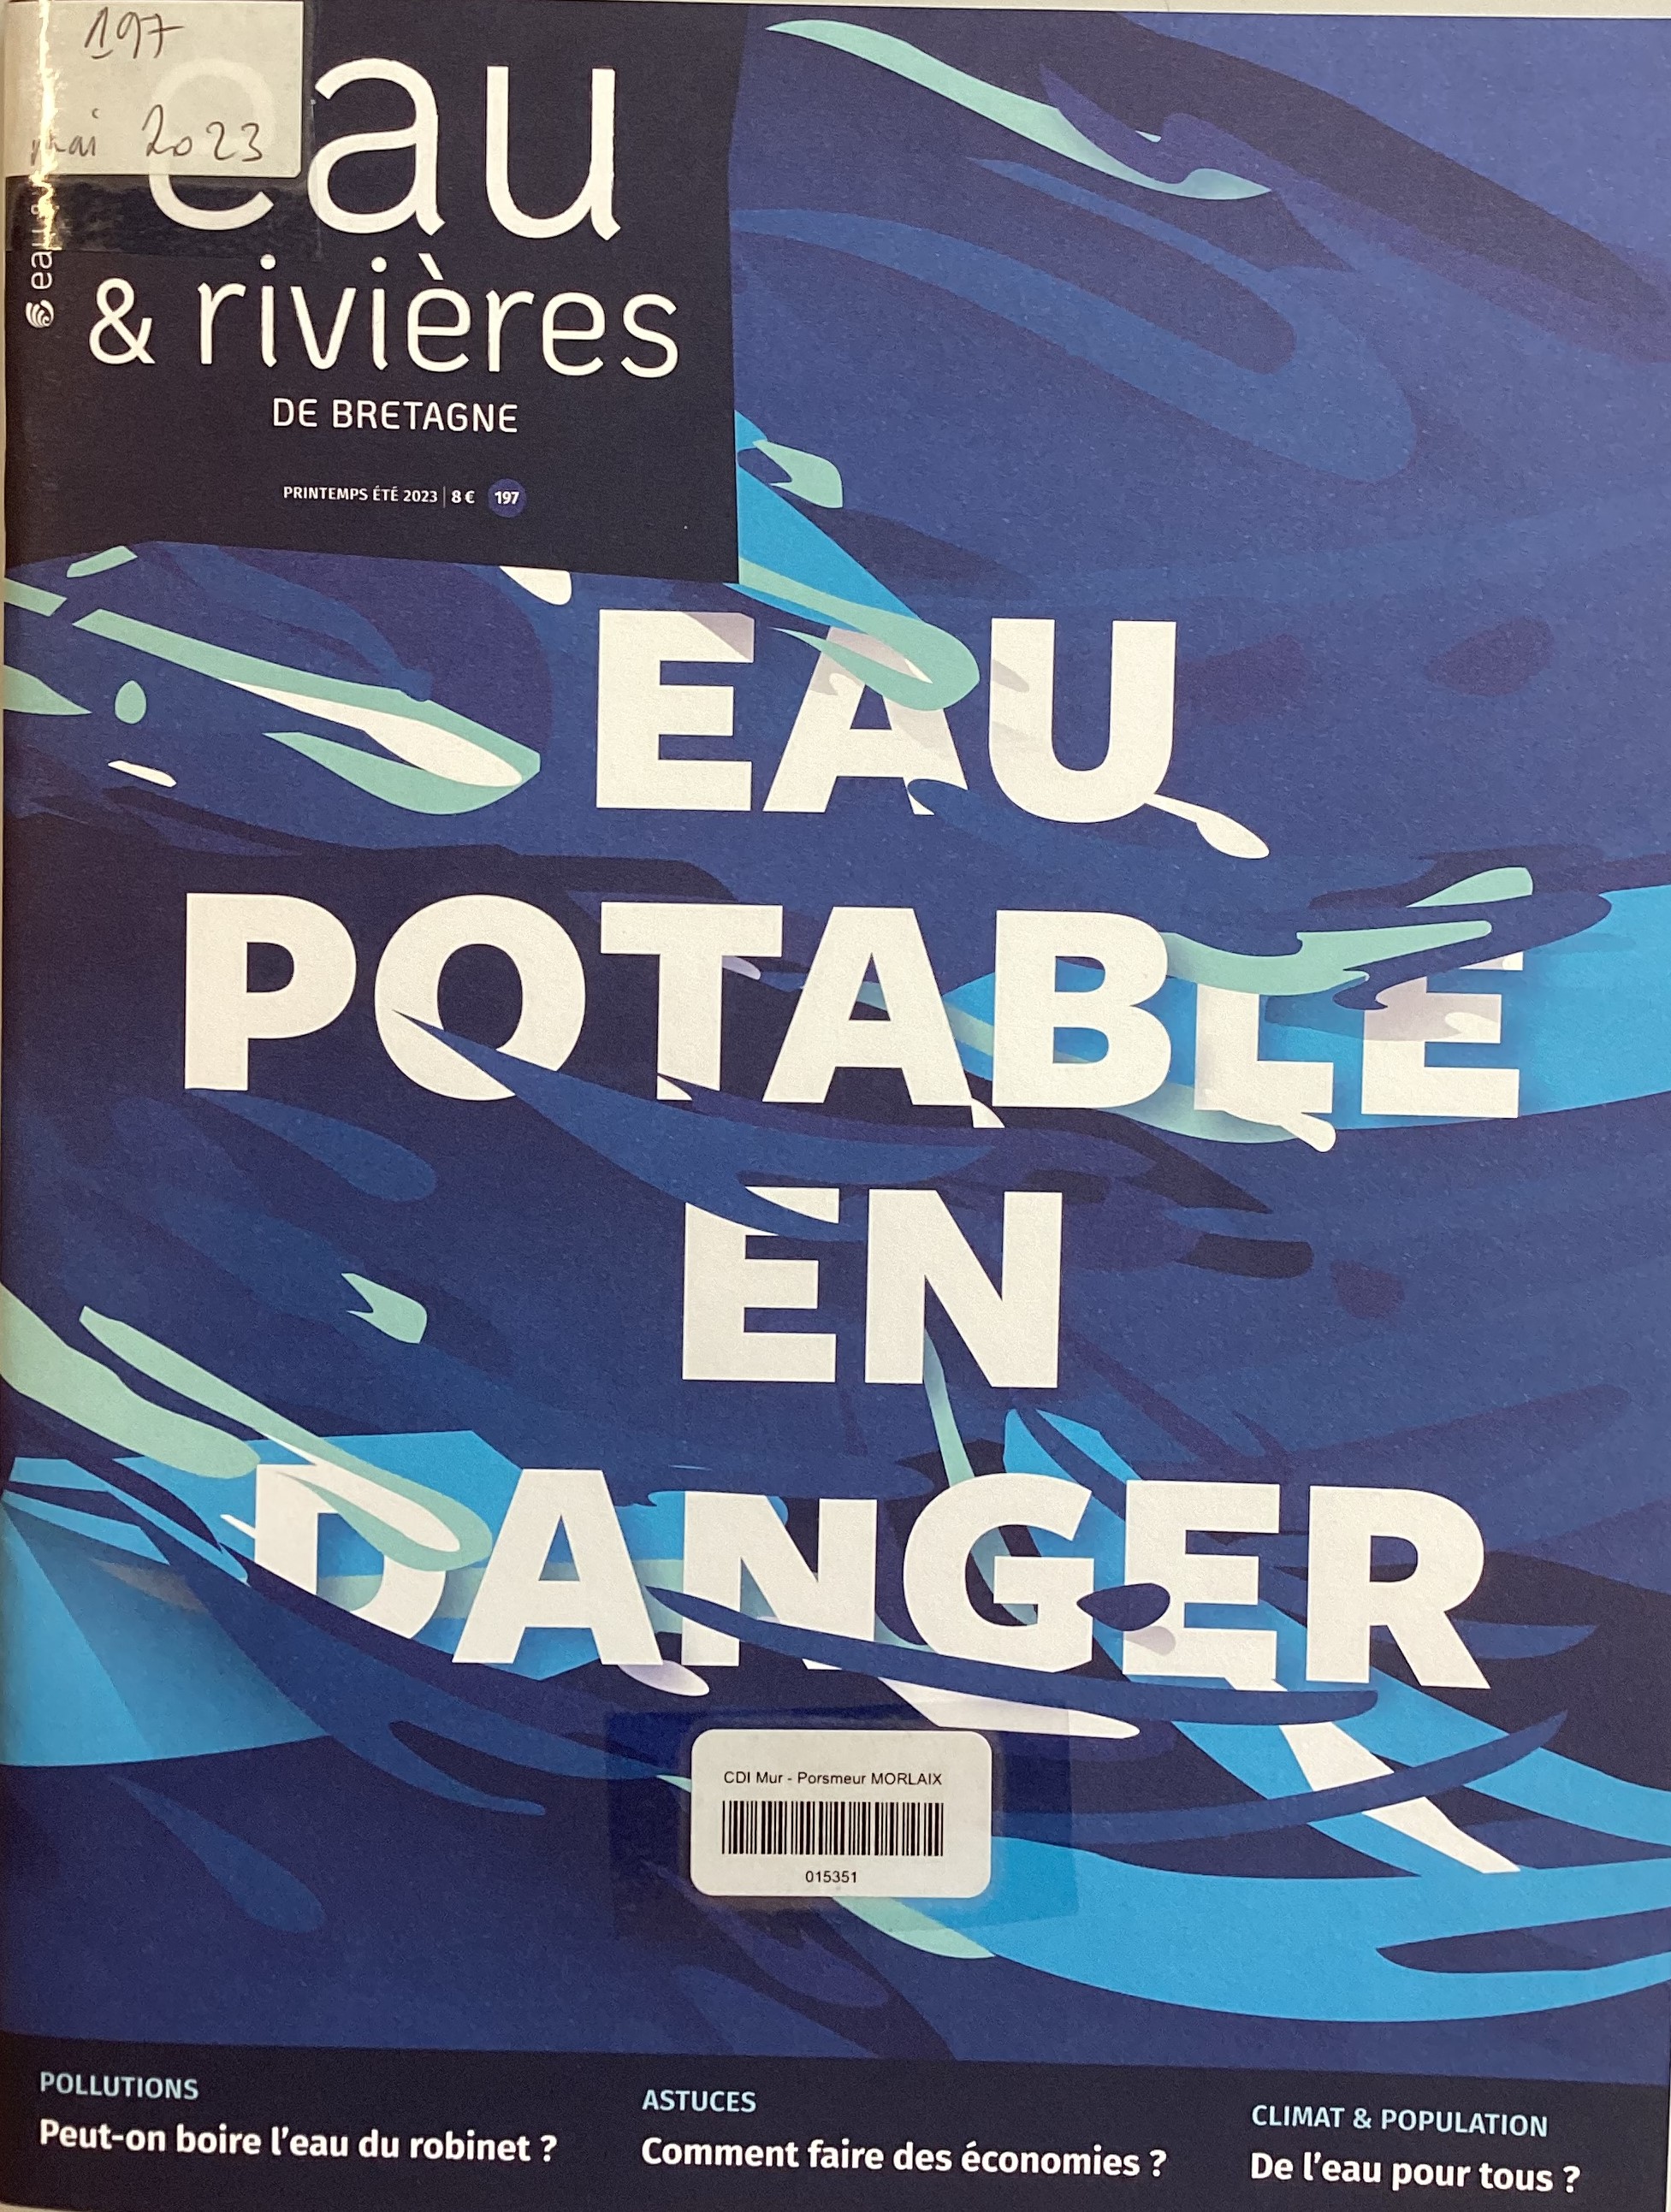 197
mai 2023
eau
& rivières
DE BRETAGNE
PRINTEMPS ÉTÉ 2023 | 8 € 197
EAU
POTABLE
EN
DANGER
CDI Mur - Porsmeur MORLAIX
015351
POLLUTIONS
Peut-on boire l'eau du robinet ?
ASTUCES
Comment faire des économies ?
CLIMAT & POPULATION
De l'eau pour tous ?